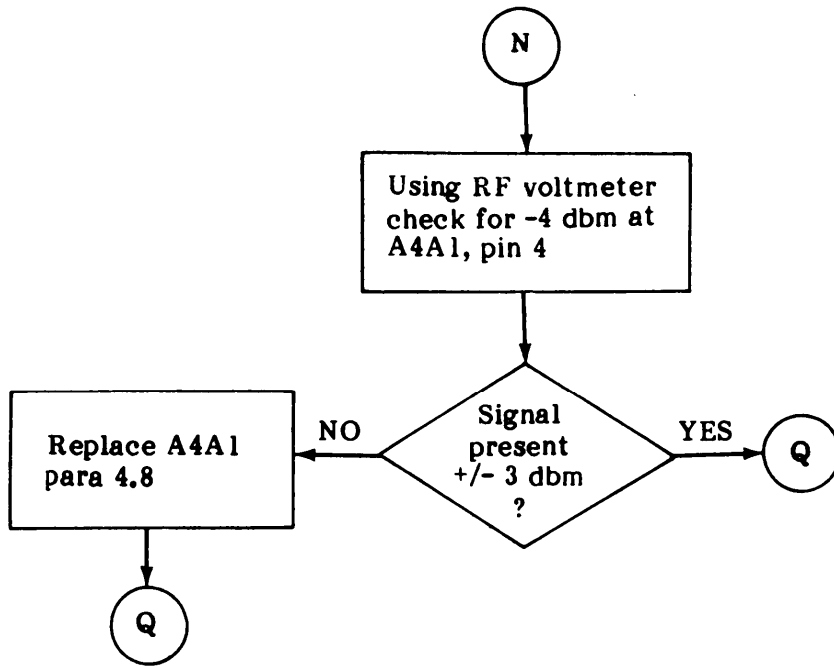 N
Using RF voltmeter
check for -4 dbm at
A4A1, pin 4
Signal
present
+/- 3 dbm
?
NO
YES
Replace A4A1
para 4.8
Q
Q